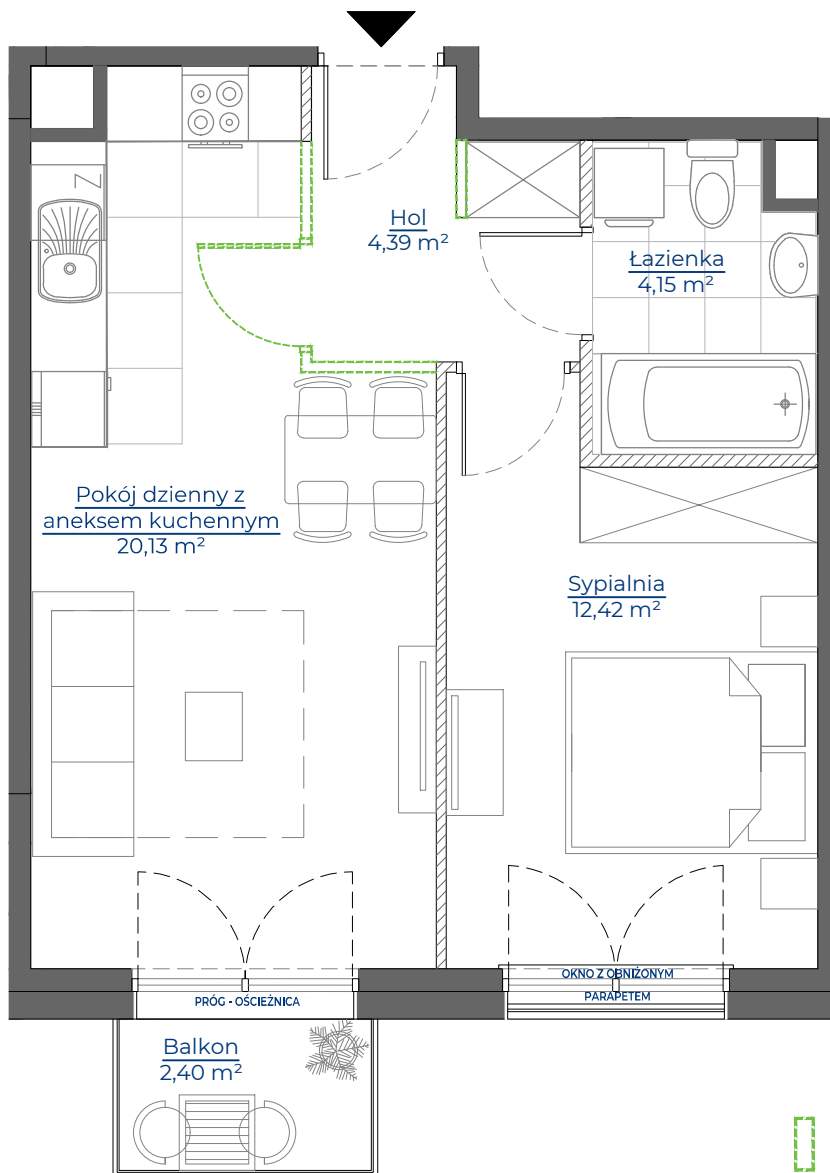 Z
Hol
4,39 m²
Łazienka
4,15 m²
Pokój dzienny z
aneksem kuchennym
20,13 m²
Sypialnia
12,42 m²
OKNO Z OBNIŻONYM
PARAPETEM
PRÓG - OŚCIEŻNICA
Balkon
2,40 m²